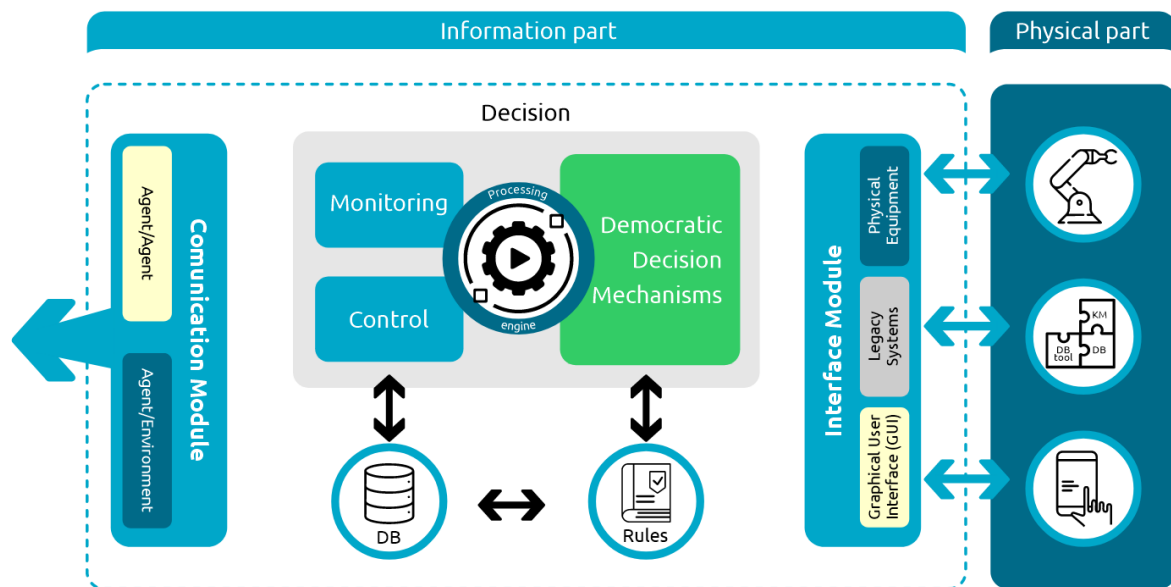 Information part
Physical part
Decision
Comunication Module
Agent/Agent
Agent/Environment
Monitoring
Control
Processing
engine
Democratic
Decision
Mechanisms
DB
Rules
Interface Module
Physical
Equipment
Legacy
Systems
Graphical User
Interface (GUI)
KM
DB
tool
DB